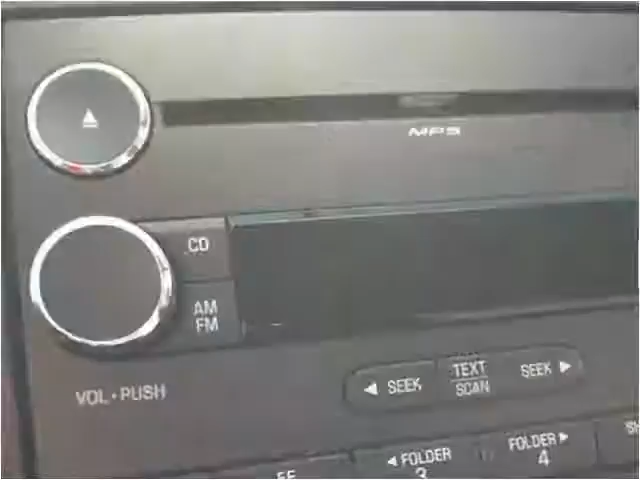 MP3
CD
AM
FM
VOL • PUSH
◄ SEEK
TEXT
SCAN
SEEK ►
◄ FOLDER
3
FOLDER ►
4